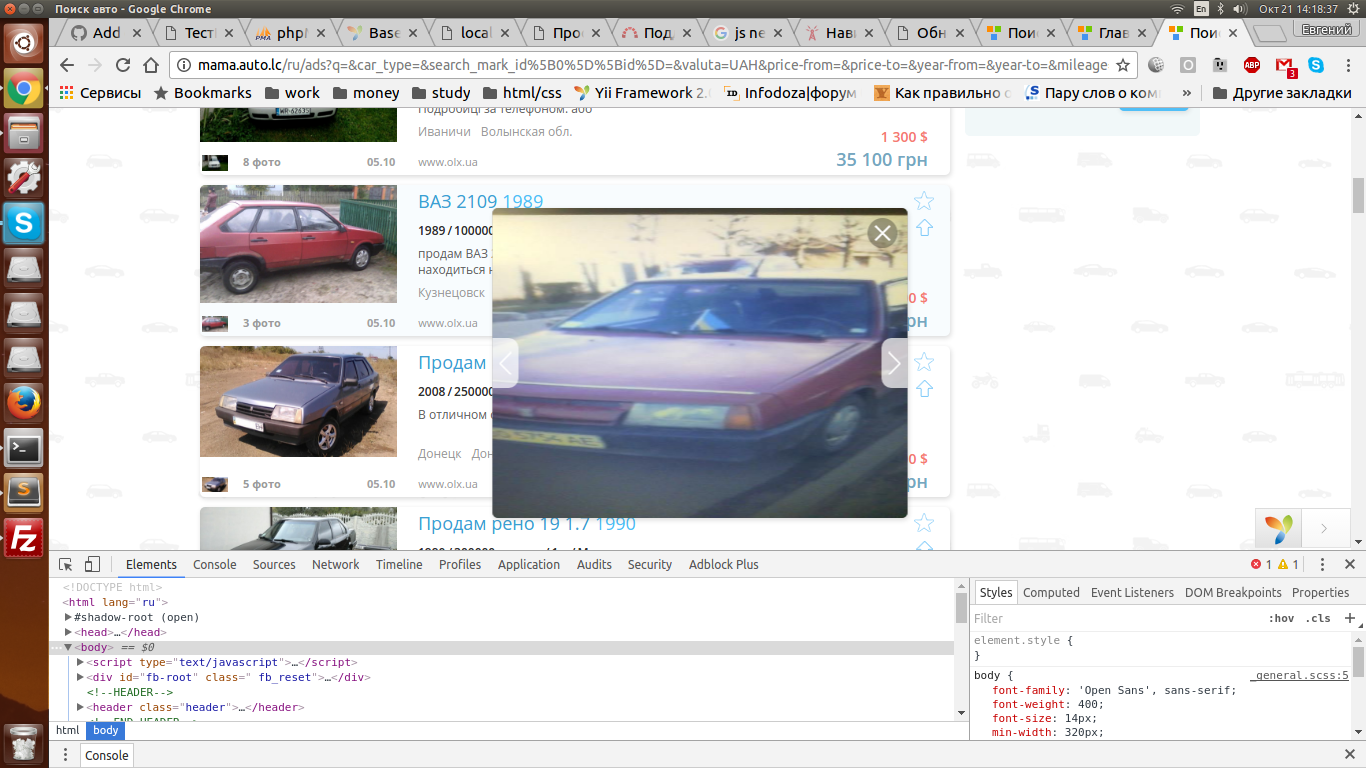 Поиск авто - Google Chrome
En
Окт 21 14:18:37
Add
Тест
php
PMA
Base
local
Про
Под
js ne
Нави
Обн
Поис
Глав
Поис
Евгений
mama.auto.lc/ru/ads?q=&car_type=&search_mark_id%5B0%5D%5Bid%5D=&valuta=UAH&price-from=&price-to=&year-from=&year-to=&mileage
ABP
3
Сервисы
Bookmarks
work
money
study
html/css
Yii Framework 2.
Infodoza|форум
Как правильно
Пару слов о ком
»
Другие закладки
Подробиці за телефоном. або
Иваничи Волынская обл.
1 300 $
35 100 грн
8 фото
05.10
www.olx.ua
ВАЗ 2109 1989
1989 / 100000
продам ВАЗ
находиться
Кузнецовск
$
рн
3 фото
05.10
www.olx.ua
Продам
2008 / 250000
В отличном
Донецк
0 $
рн
5 фото
05.10
www.olx.ua
Продам рено 19 1.7 1990
Elements
Console
Sources
Network
Timeline
Profiles
Application
Audits
Security
Adblock Plus
1
1
<!DOCTYPE html>
<html lang="ru">
#shadow-root (open)
<head>…</head>
<body> == $0
<script type="text/javascript">…</script>
<div id="fb-root" class=" fb_reset">…</div>
<!--HEADER-->
<header class="header">…</header>
html
body
Styles
Computed
Event Listeners
DOM Breakpoints
Properties
Filter
:hov
.cls
+
element.style {
}
body {
_general.scss:5
font-family: 'Open Sans', sans-serif;
font-weight: 400;
font-size: 14px;
min-width: 320px;
Console